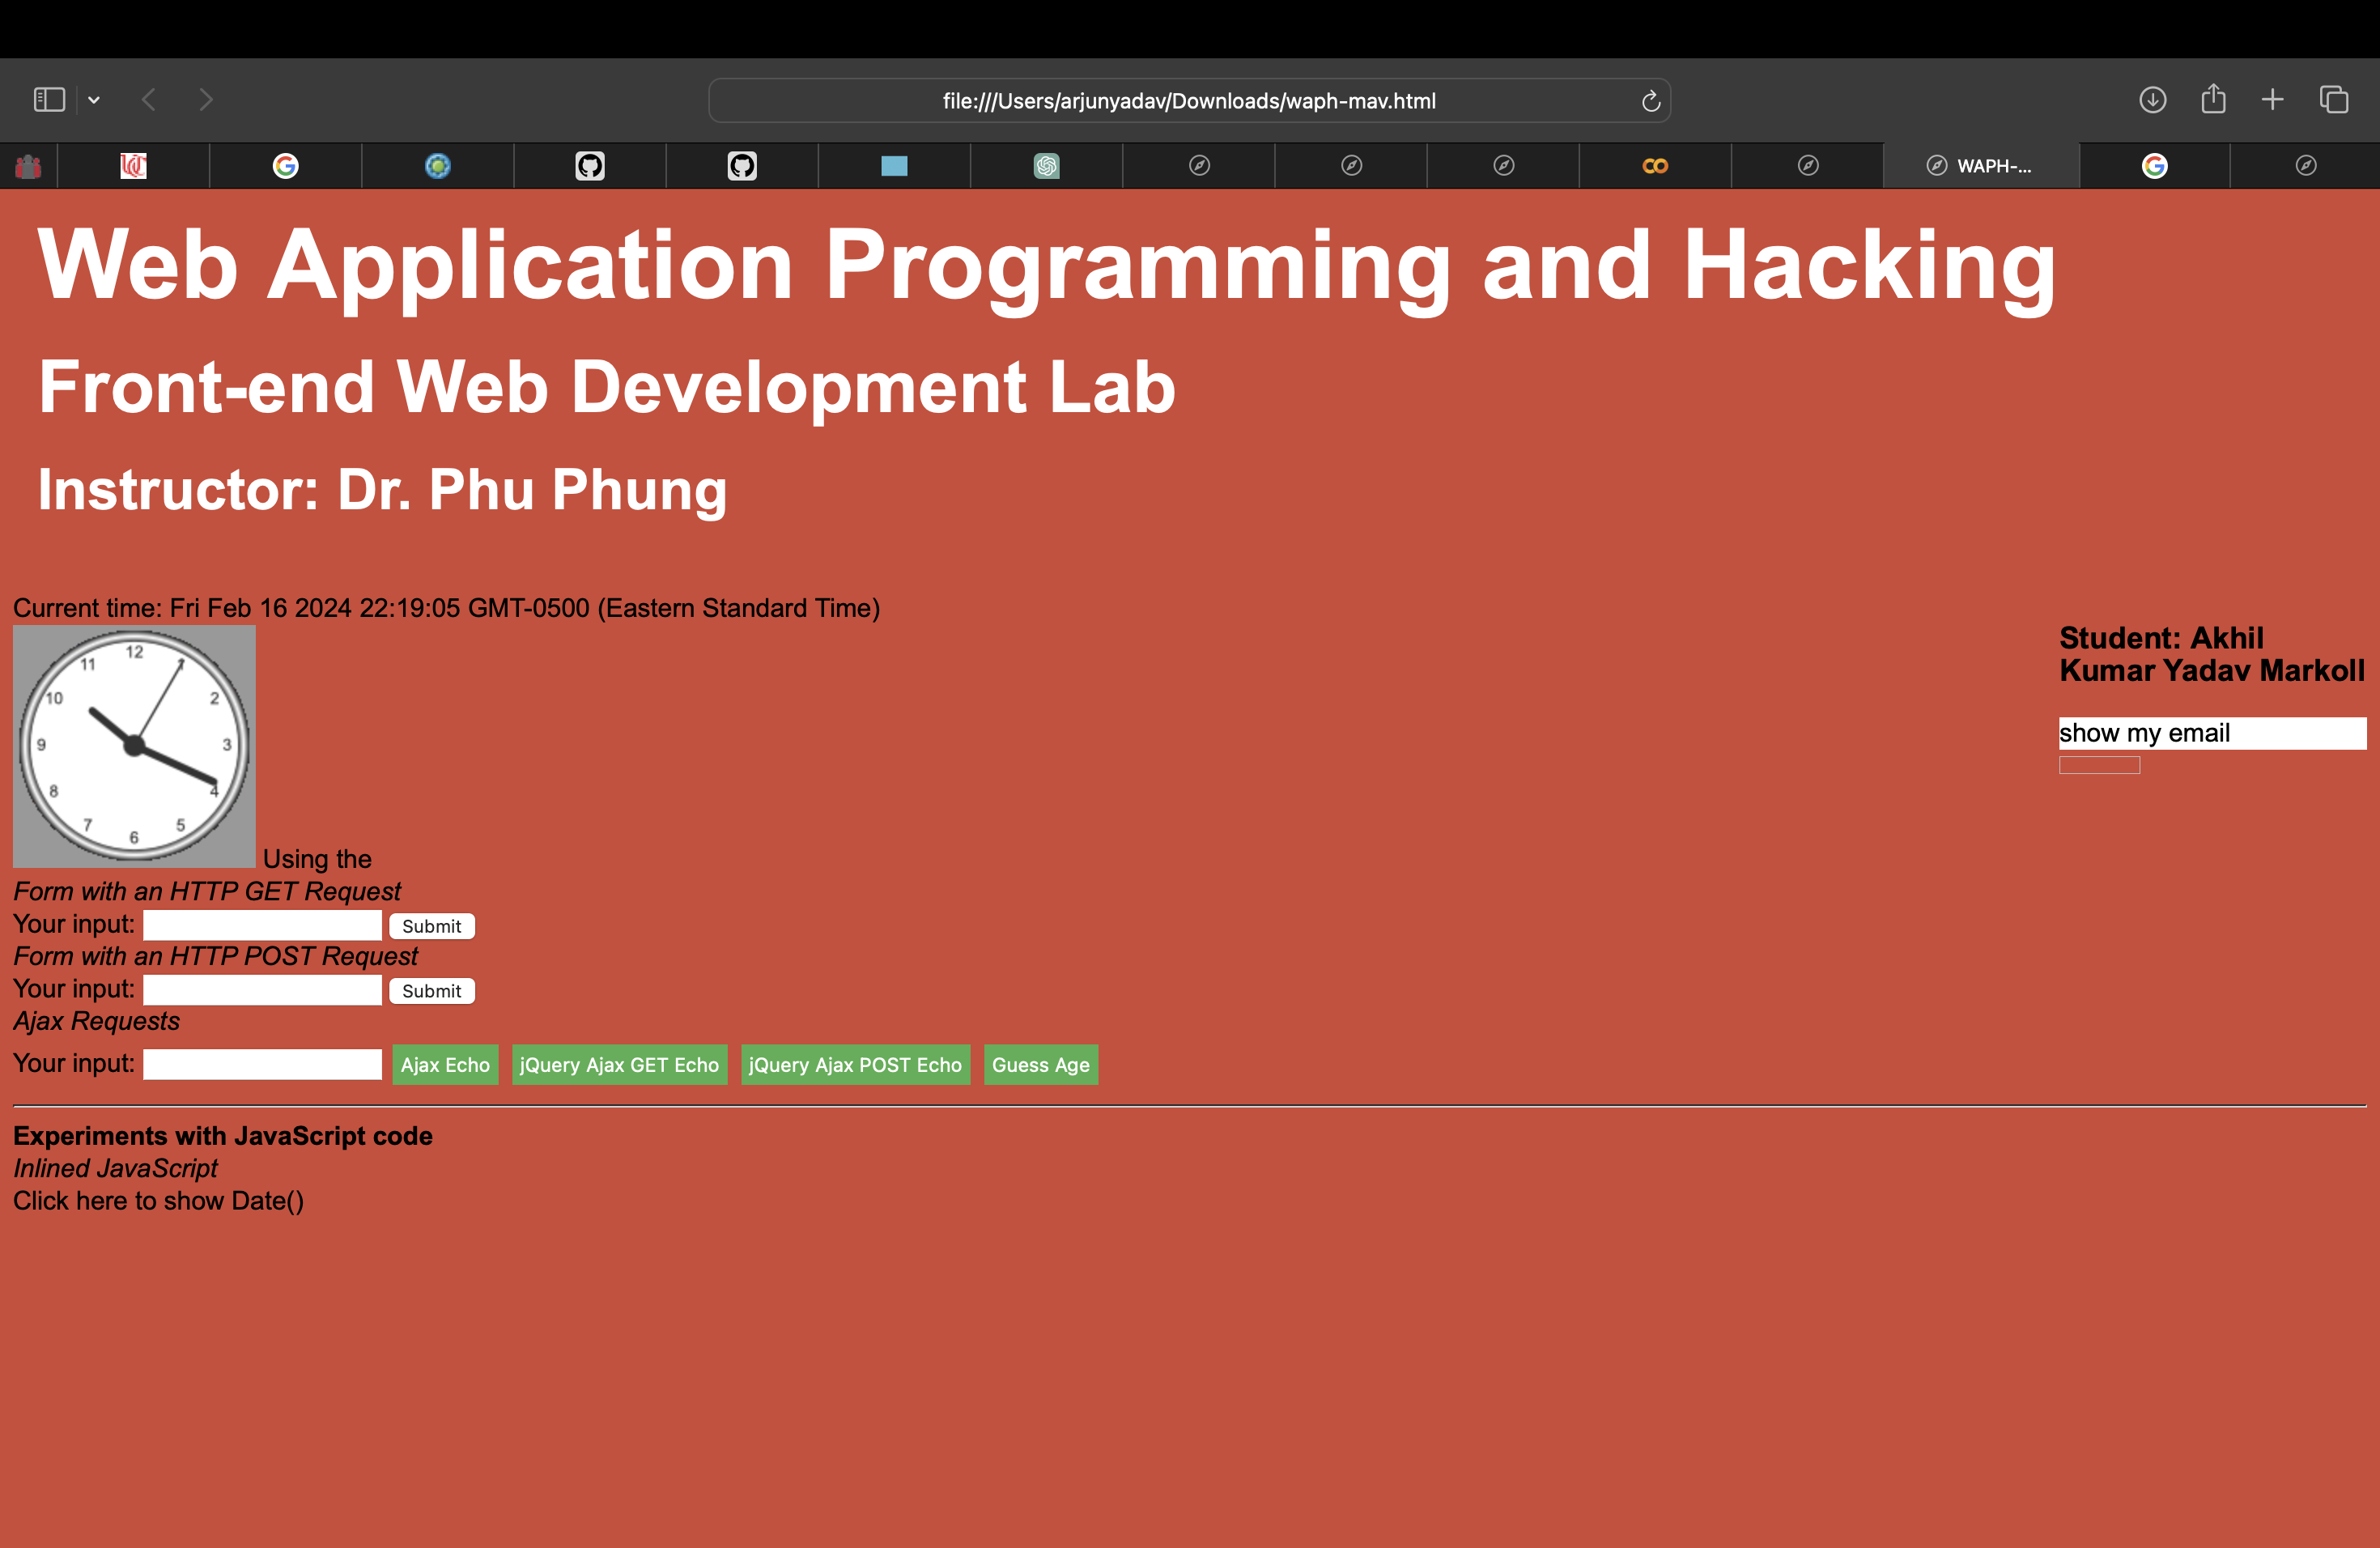 file:///Users/arjunyadav/Downloads/waph-mav.html
WAPH-...
Web Application Programming and Hacking
Front-end Web Development Lab
Instructor: Dr. Phu Phung
Current time: Fri Feb 16 2024 22:19:05 GMT-0500 (Eastern Standard Time)
Student: Akhil
Kumar Yadav Markoll
show my email
12
11
1
10
2
9
3
8
4
7
5
6
Using the
Form with an HTTP GET Request
Your input: Submit
Form with an HTTP POST Request
Your input: Submit
Ajax Requests
Your input: Ajax Echo jQuery Ajax GET Echo jQuery Ajax POST Echo Guess Age
Experiments with JavaScript code
Inlined JavaScript
Click here to show Date()